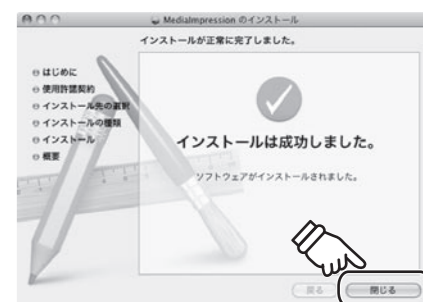 MediaImpression のインストール
インストールが正常に完了しました。
はじめに
使用許諾契約
インストール先の選択
インストールの種類
インストール
概要
インストールは成功しました。
ソフトウェアがインストールされました。
戻る
閉じる